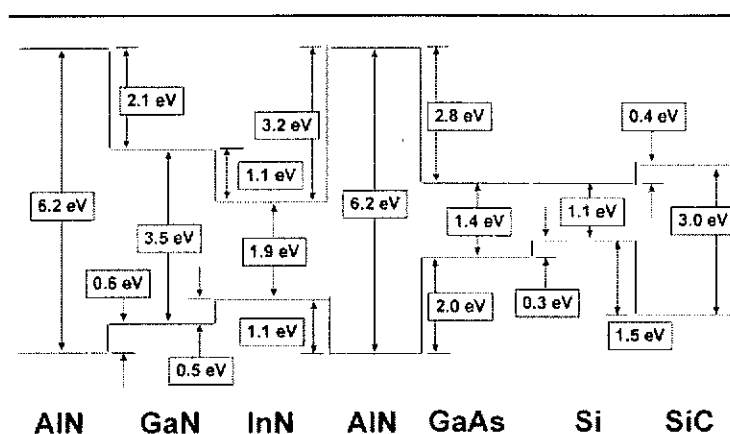 2.1 eV
3.2 eV
2.8 eV
0.4 eV
1.1 eV
6.2 eV
6.2 eV
1.1 eV
1.4 eV
3.0 eV
3.5 eV
1.9 eV
0.6 eV
1.1 eV
2.0 eV
0.3 eV
1.5 eV
0.5 eV
AlN GaN InN AlN GaAs Si SiC